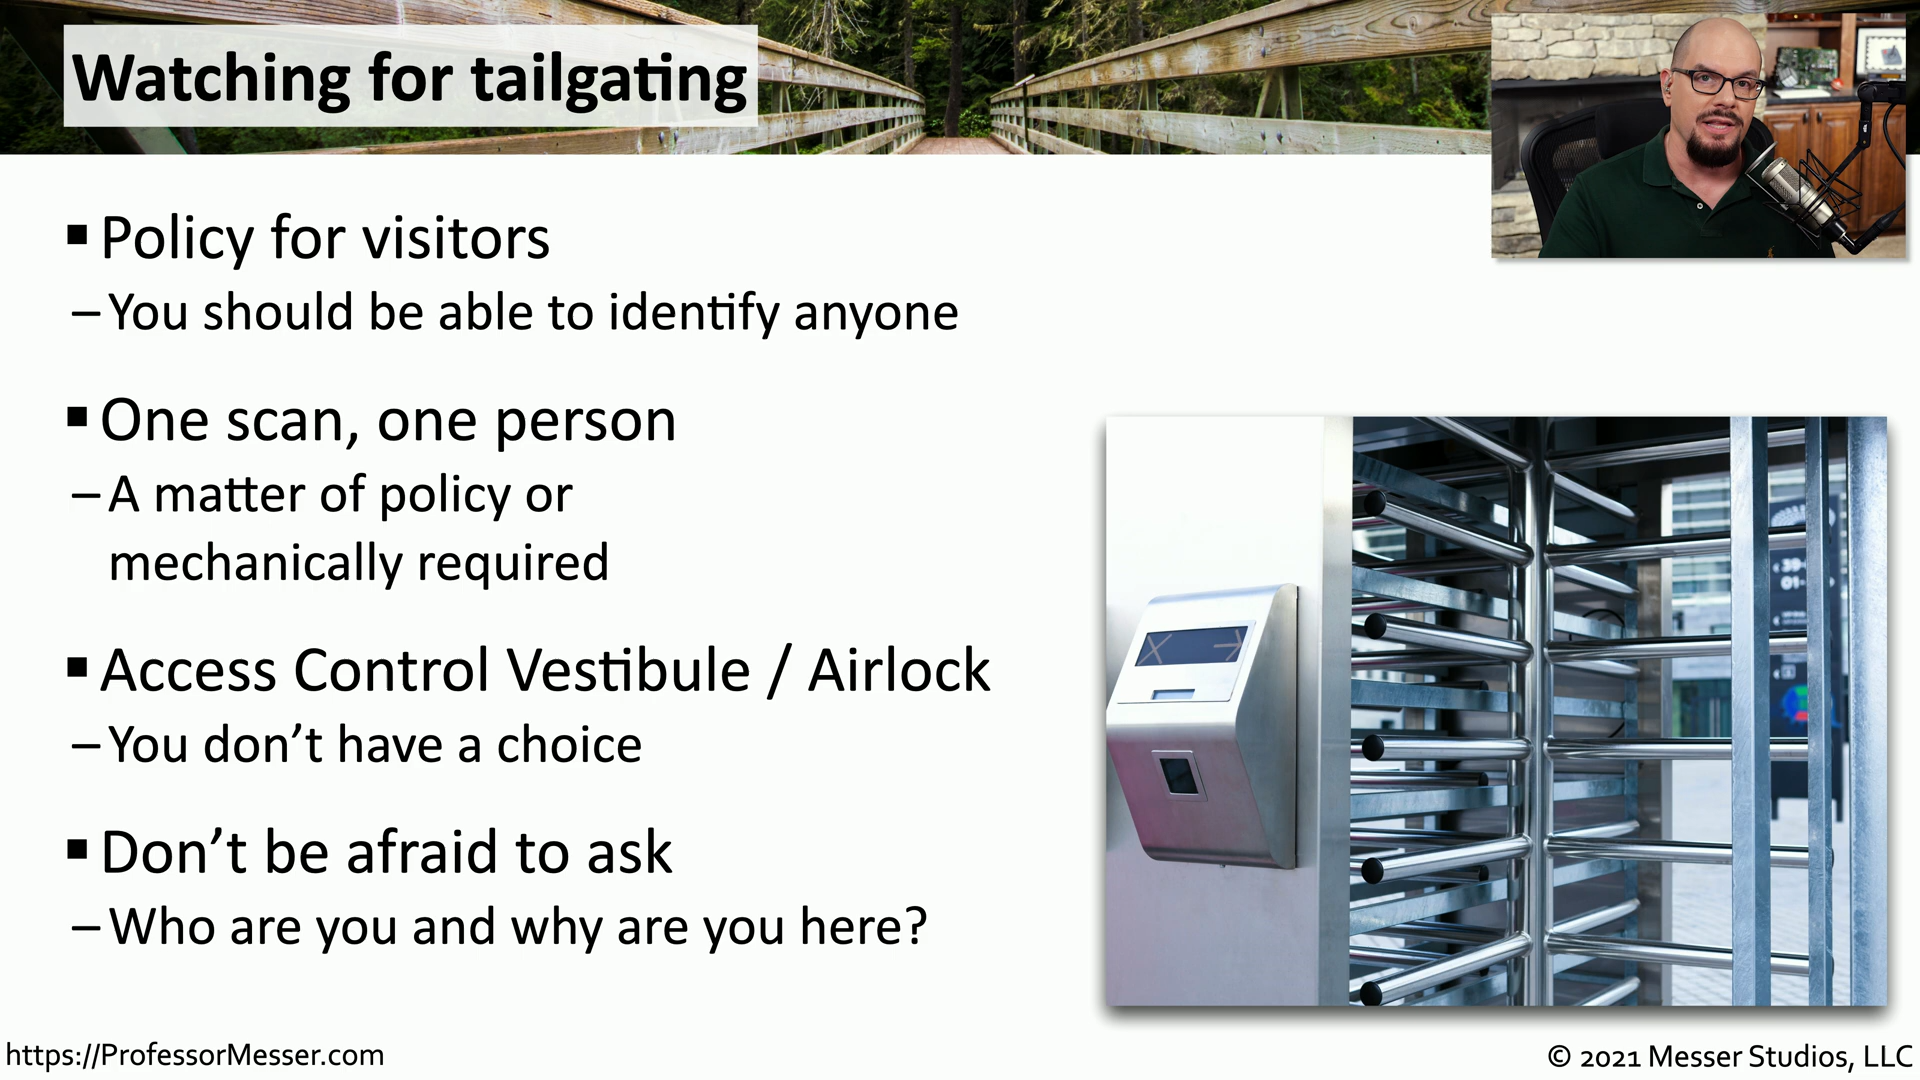 Watching for tailgating
▪ Policy for visitors
– You should be able to identify anyone
▪ One scan, one person
– A matter of policy or
mechanically required
▪ Access Control Vestibule / Airlock
– You don’t have a choice
▪ Don’t be afraid to ask
– Who are you and why are you here?
https://ProfessorMesser.com
© 2021 Messer Studios, LLC